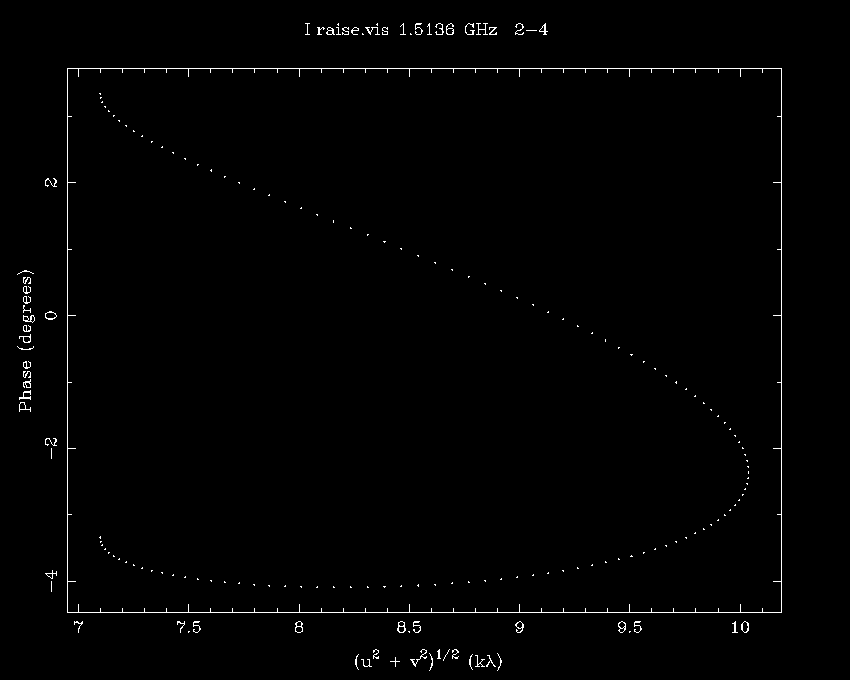 I raise.vis 1.5136 GHz 2−4
Phase (degrees)
2
0
−2
−4
7 7.5 8 8.5 9 9.5 10
(u² + v²)^1/2 (kλ)